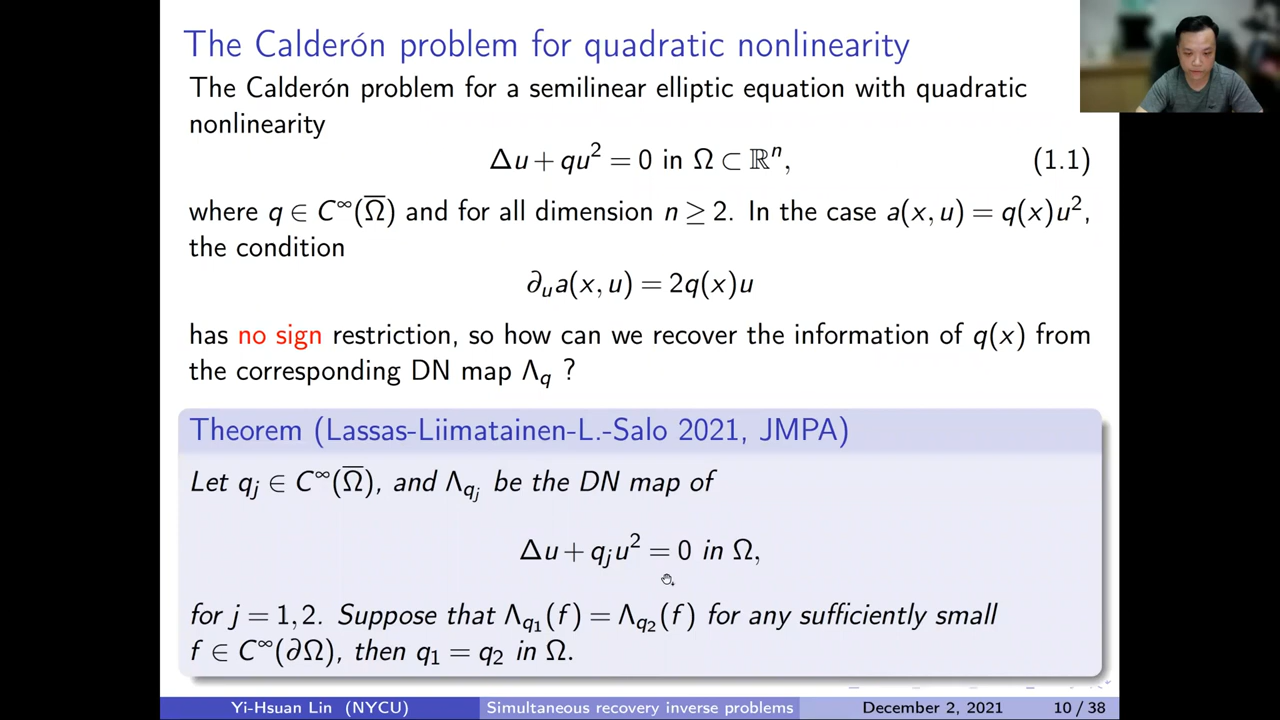 The Calderón problem for quadratic nonlinearity
The Calderón problem for a semilinear elliptic equation with quadratic
nonlinearity
Δu + qu² = 0 in Ω ⊂ ℝⁿ, (1.1)
where q ∈ C^∞(Ω̅) and for all dimension n ≥ 2. In the case a(x, u) = q(x)u²,
the condition
∂ᵤa(x, u) = 2q(x)u
has no sign restriction, so how can we recover the information of q(x) from
the corresponding DN map Λ_q ?
Theorem (Lassas-Liimatainen-L.-Salo 2021, JMPA)
Let q_j ∈ C^∞(Ω̅), and Λ_{q_j} be the DN map of
Δu + q_j u² = 0 in Ω,
for j = 1, 2. Suppose that Λ_{q_1}(f) = Λ_{q_2}(f) for any sufficiently small
f ∈ C^∞(∂Ω), then q₁ = q₂ in Ω.
Yi-Hsuan Lin (NYCU) Simultaneous recovery inverse problems December 2, 2021 10 / 38